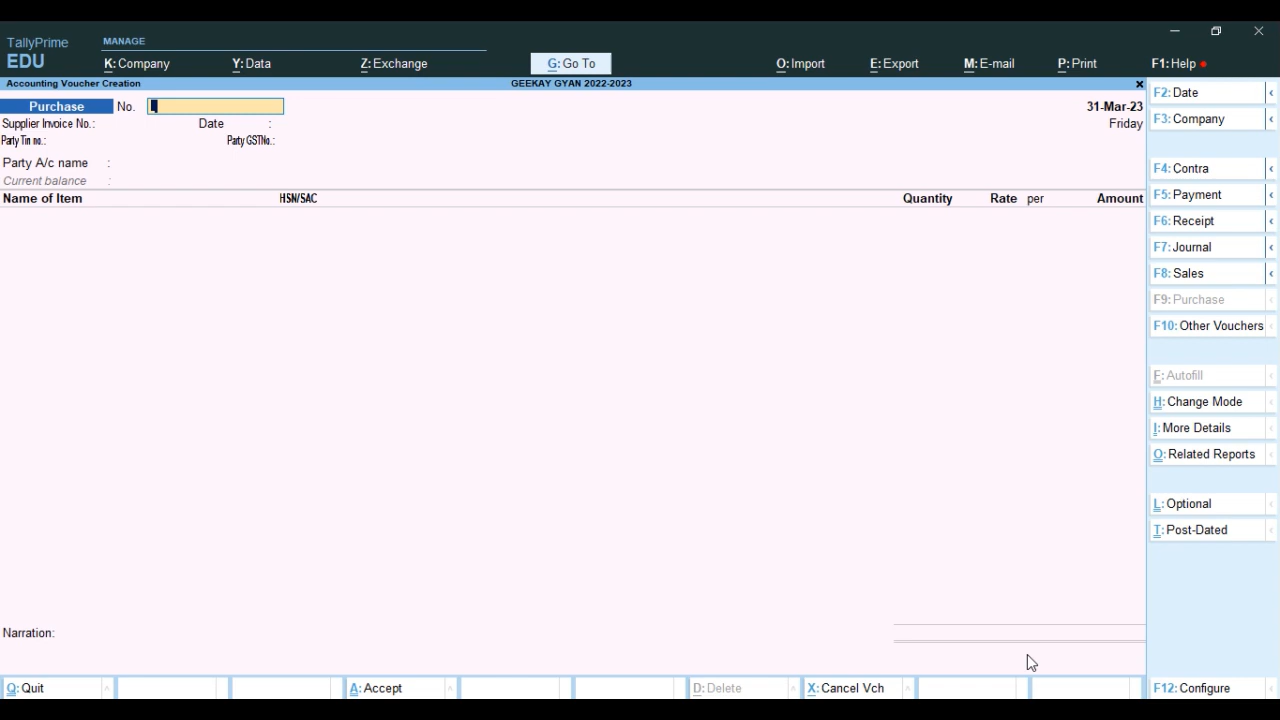 TallyPrime
EDU
MANAGE
K: Company
Y: Data
Z: Exchange
G: Go To
O: Import
E: Export
M: E-mail
P: Print
F1: Help
Accounting Voucher Creation
GEEKAY GYAN 2022-2023
Purchase No.
31-Mar-23
Supplier Invoice No.:
Date :
Friday
Party Tin no.:
Party GSTNo.:
Party A/c name :
Current balance :
Name of Item
HSN/SAC
Quantity
Rate per
Amount
Narration:
F2: Date
F3: Company
F4: Contra
F5: Payment
F6: Receipt
F7: Journal
F8: Sales
F9: Purchase
F10: Other Vouchers
F: Autofill
H: Change Mode
I: More Details
O: Related Reports
L: Optional
T: Post-Dated
Q: Quit
A: Accept
D: Delete
X: Cancel Vch
F12: Configure